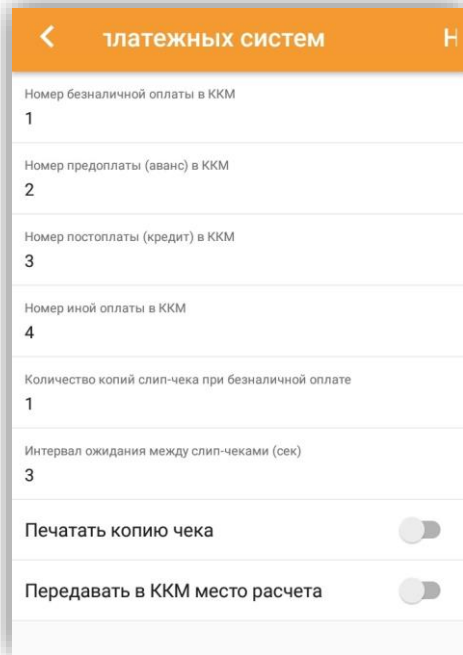 платежных систем Н
Номер безналичной оплаты в ККМ
1
Номер предоплаты (аванс) в ККМ
2
Номер постоплаты (кредит) в ККМ
3
Номер иной оплаты в ККМ
4
Количество копий слип-чека при безналичной оплате
1
Интервал ожидания между слип-чеками (сек)
3
Печатать копию чека
Передавать в ККМ место расчета